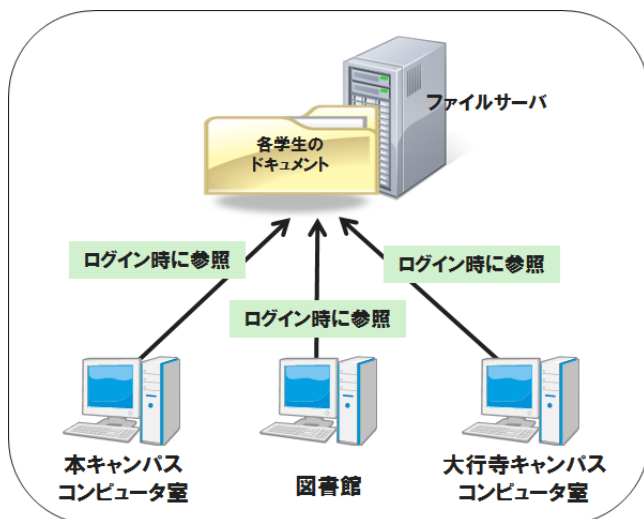 ファイルサーバ
各学生の
ドキュメント
ログイン時に参照
ログイン時に参照
ログイン時に参照
本キャンパス
コンピュータ室
図書館
大行寺キャンパス
コンピュータ室